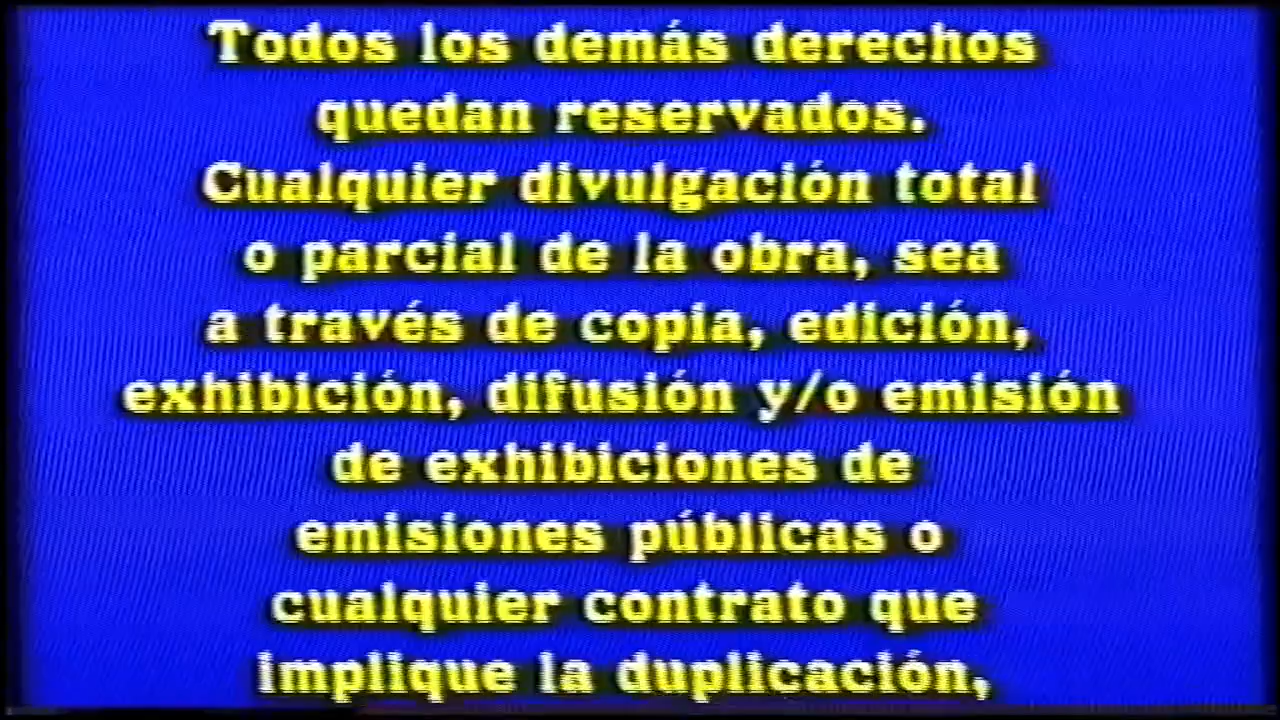 Todos los demás derechos
quedan reservados.
Cualquier divulgación total
o parcial de la obra, sea
a través de copia, edición,
exhibición, difusión y/o emisión
de exhibiciones de
emisiones públicas o
cualquier contrato que
implique la duplicación,